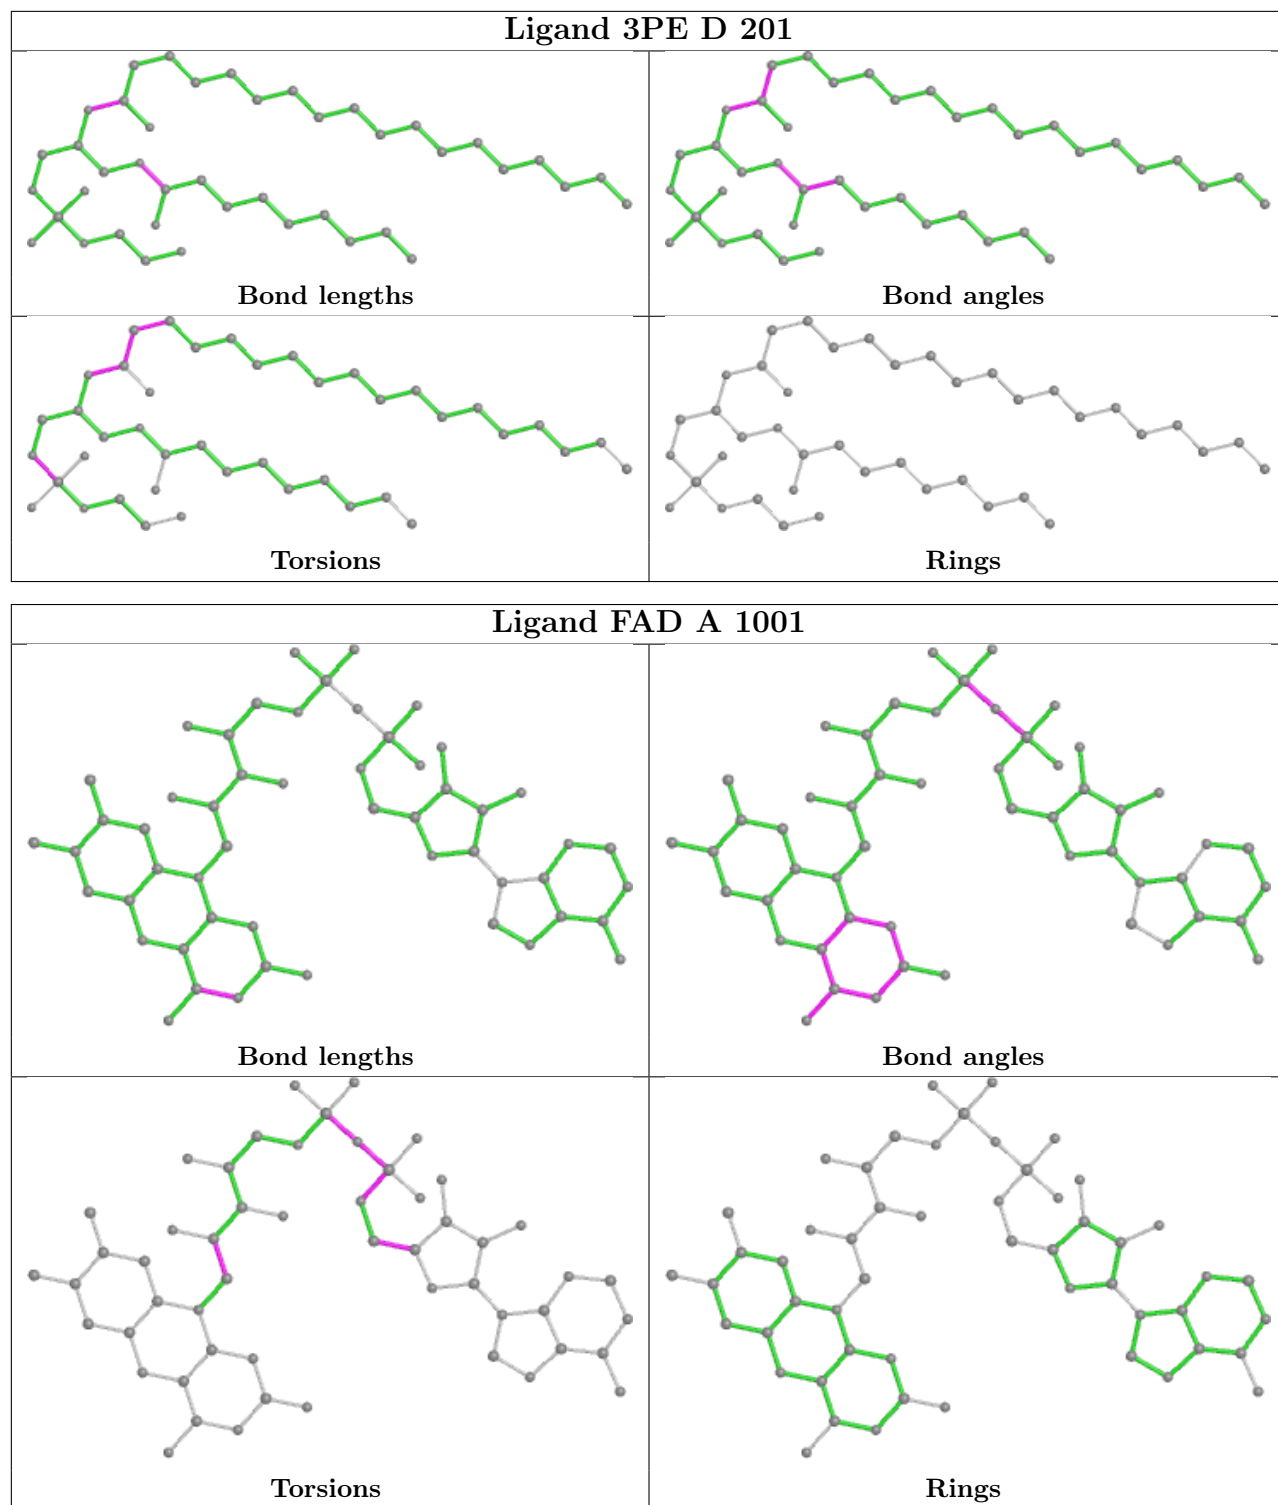 Ligand 3PE D 201
Bond lengths
Bond angles
Torsions
Rings
Ligand FAD A 1001
Bond lengths
Bond angles
Torsions
Rings